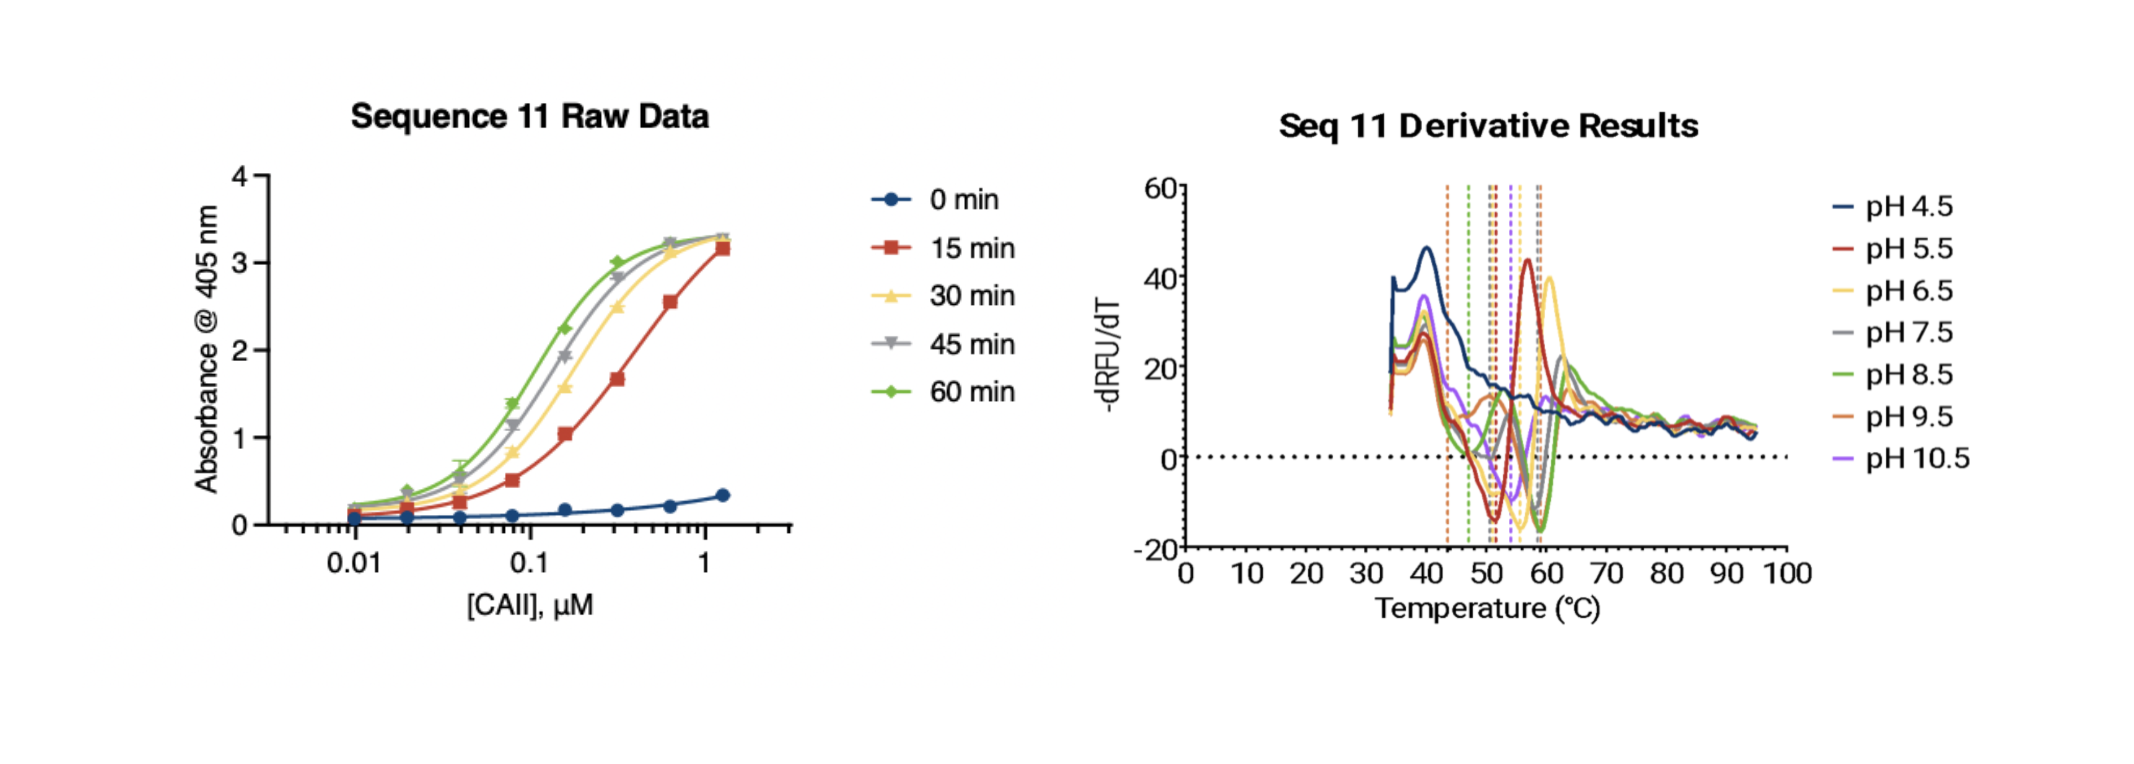 Sequence 11 Raw Data
4
3
2
1
0
Absorbance @ 405 nm
0.01
0.1
1
[CAII], µM
0 min
15 min
30 min
45 min
60 min
Seq 11 Derivative Results
60
40
20
0
-20
-dRFU/dT
0 10 20 30 40 50 60 70 80 90 100
Temperature (°C)
pH 4.5
pH 5.5
pH 6.5
pH 7.5
pH 8.5
pH 9.5
pH 10.5